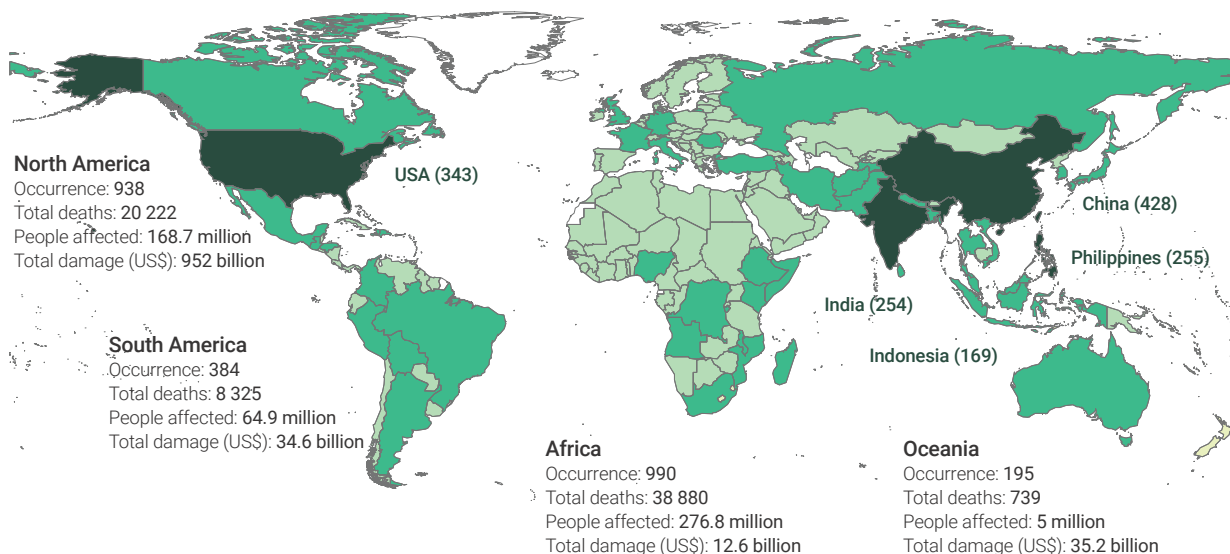 North America
Occurrence: 938
Total deaths: 20 222
People affected: 168.7 million
Total damage (US$): 952 billion
USA (343)
South America
Occurrence: 384
Total deaths: 8 325
People affected: 64.9 million
Total damage (US$): 34.6 billion
China (428)
Philippines (255)
India (254)
Indonesia (169)
Africa
Occurrence: 990
Total deaths: 38 880
People affected: 276.8 million
Total damage (US$): 12.6 billion
Oceania
Occurrence: 195
Total deaths: 739
People affected: 5 million
Total damage (US$): 35.2 billion